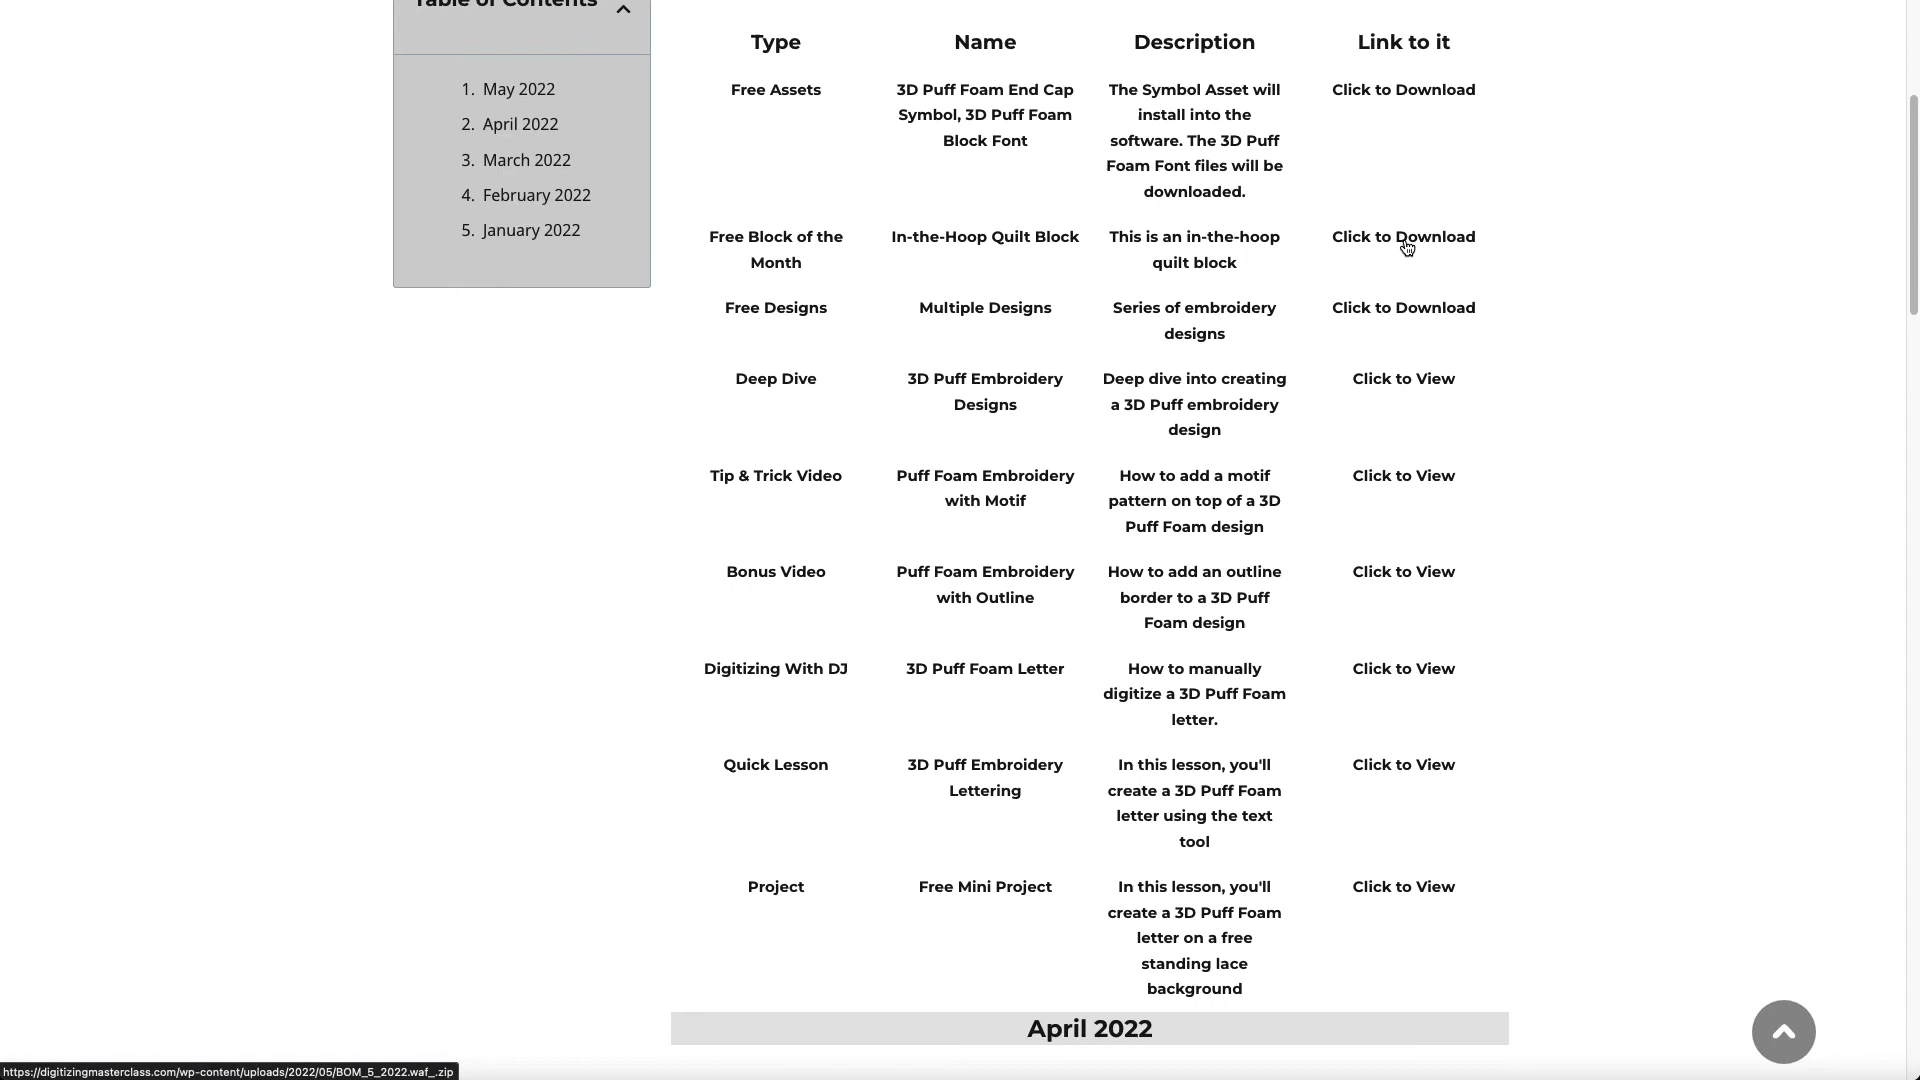 Table of Contents
1. May 2022
2. April 2022
3. March 2022
4. February 2022
5. January 2022
Type Name Description Link to it
Free Assets 3D Puff Foam End Cap The Symbol Asset will Click to Download
Symbol, 3D Puff Foam install into the
Block Font software. The 3D Puff
Foam Font files will be
downloaded.
Free Block of the In-the-Hoop Quilt Block This is an in-the-hoop Click to Download
Month quilt block
Free Designs Multiple Designs Series of embroidery Click to Download
designs
Deep Dive 3D Puff Embroidery Deep dive into creating Click to View
Designs a 3D Puff embroidery
design
Tip & Trick Video Puff Foam Embroidery How to add a motif Click to View
with Motif pattern on top of a 3D
Puff Foam design
Bonus Video Puff Foam Embroidery How to add an outline Click to View
with Outline border to a 3D Puff
Foam design
Digitizing With DJ 3D Puff Foam Letter How to manually Click to View
digitize a 3D Puff Foam
letter.
Quick Lesson 3D Puff Embroidery In this lesson, you'll Click to View
Lettering create a 3D Puff Foam
letter using the text
tool
Project Free Mini Project In this lesson, you'll Click to View
create a 3D Puff Foam
letter on a free
standing lace
background
April 2022
https://digitizingmasterclass.com/wp-content/uploads/2022/05/BOM_5_2022.waf_.zip